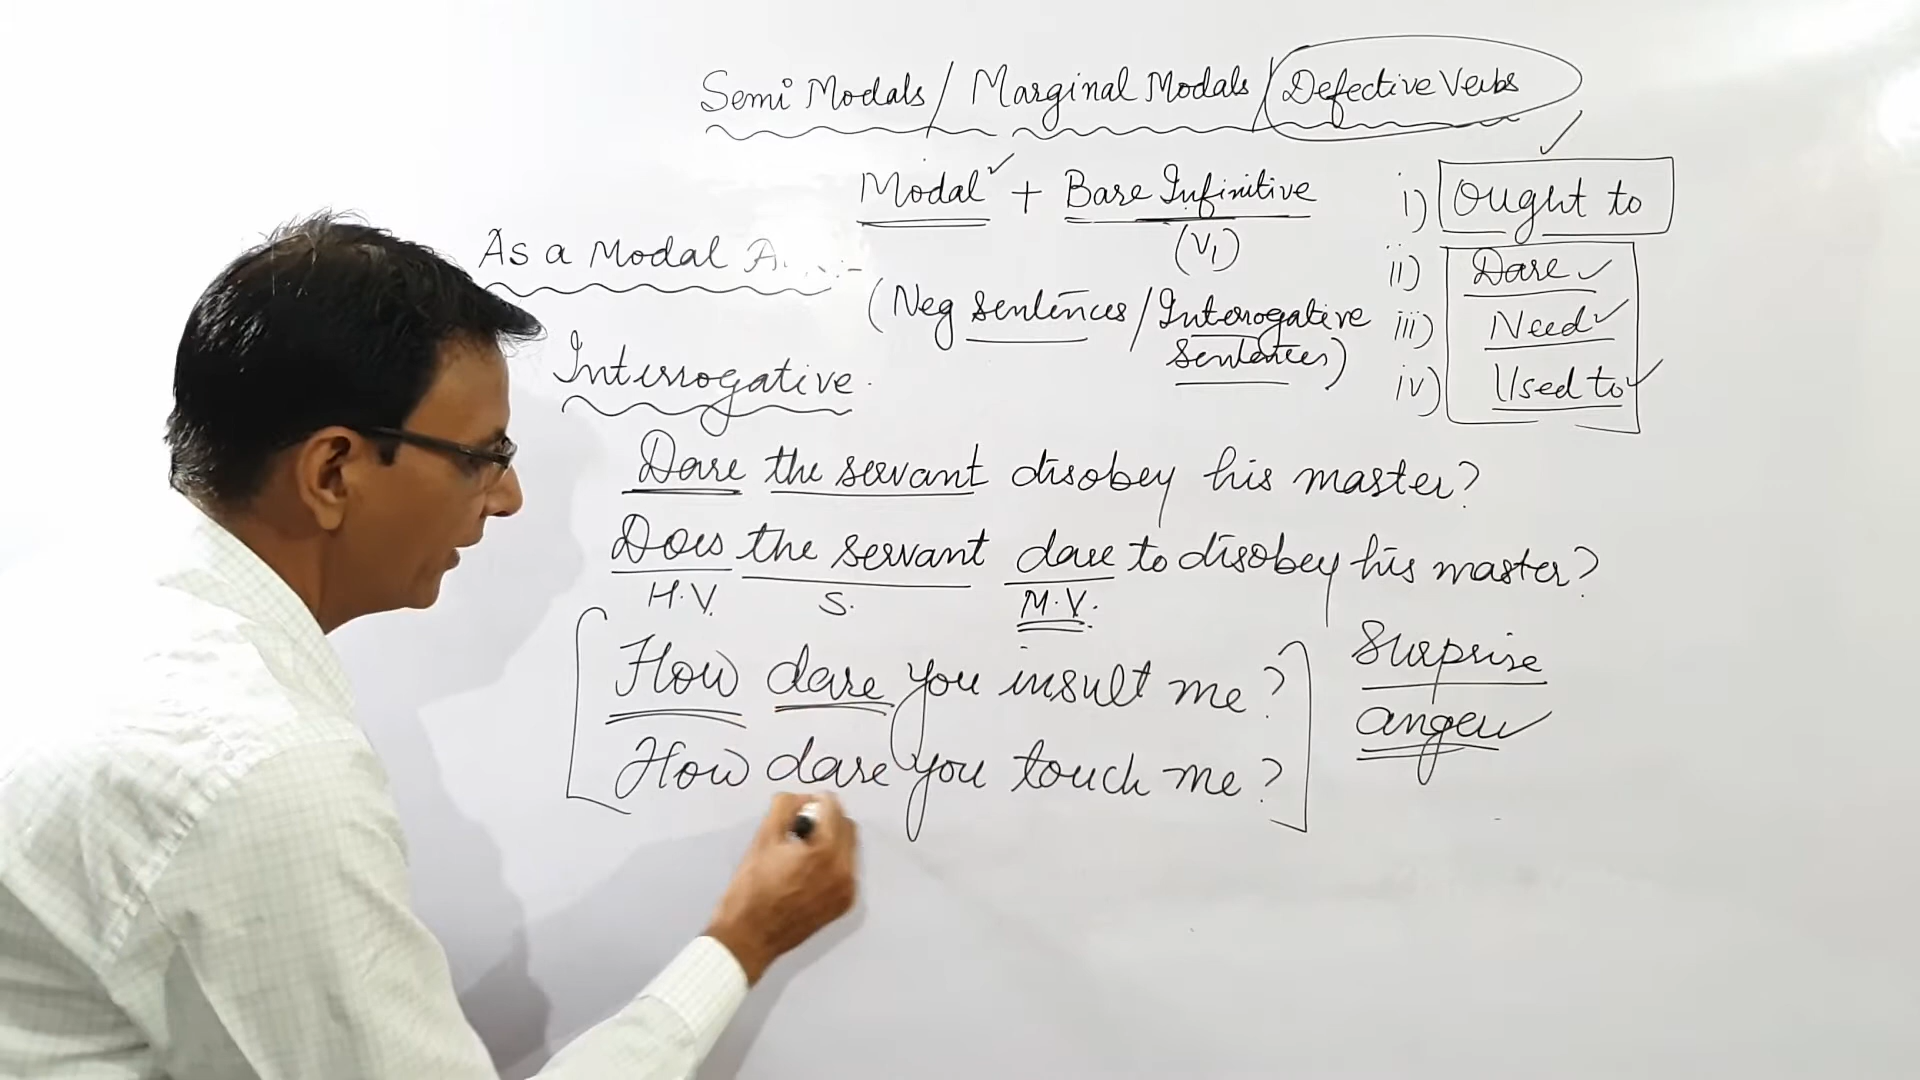 Semi Modals / Marginal Modals / Defective Verbs
Modal + Bare Infinitive
(V1)
i) Ought to
ii) Dare
iii) Need
iv) Used to
As a Modal A
(Neg sentences / Interrogative
sentences)
Interrogative
Dare the servant disobey his master?
Does the servant dare to disobey his master?
H.V. S. M.V.
How dare you insult me?
How dare you touch me?
Surprise
anger